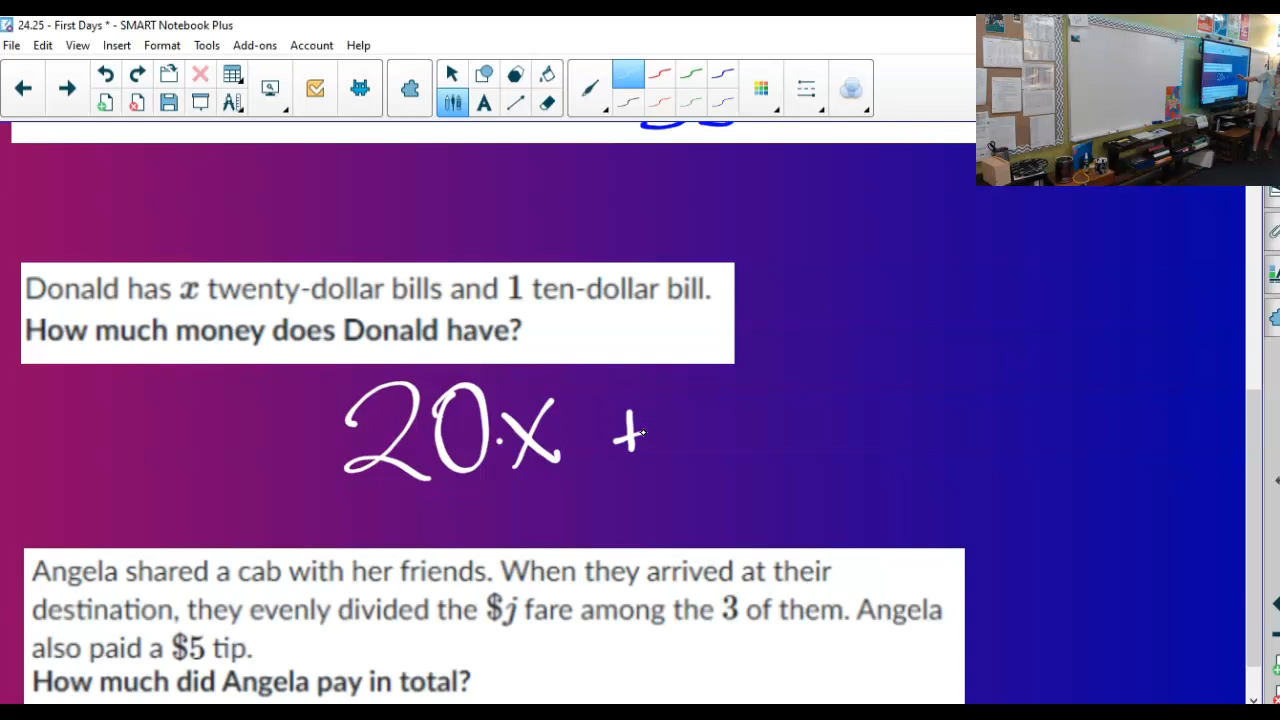 24.25 - First Days * - SMART Notebook Plus
File Edit View Insert Format Tools Add-ons Account Help
Donald has x twenty-dollar bills and 1 ten-dollar bill.
How much money does Donald have?
20·x +
Angela shared a cab with her friends. When they arrived at their
destination, they evenly divided the $j fare among the 3 of them. Angela
also paid a $5 tip.
How much did Angela pay in total?